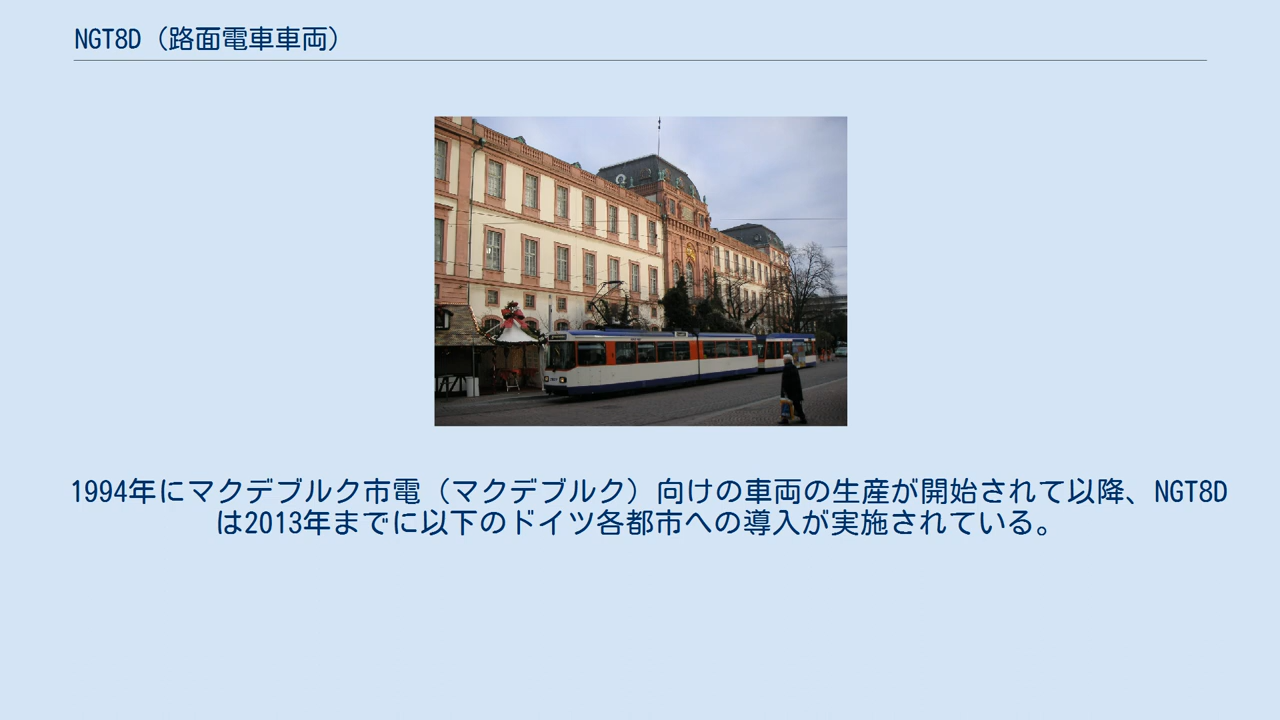 NGT8D（路面電車車両）
1994年にマクデブルク市電（マクデブルク）向けの車両の生産が開始されて以降、NGT8D
は2013年までに以下のドイツ各都市への導入が実施されている。